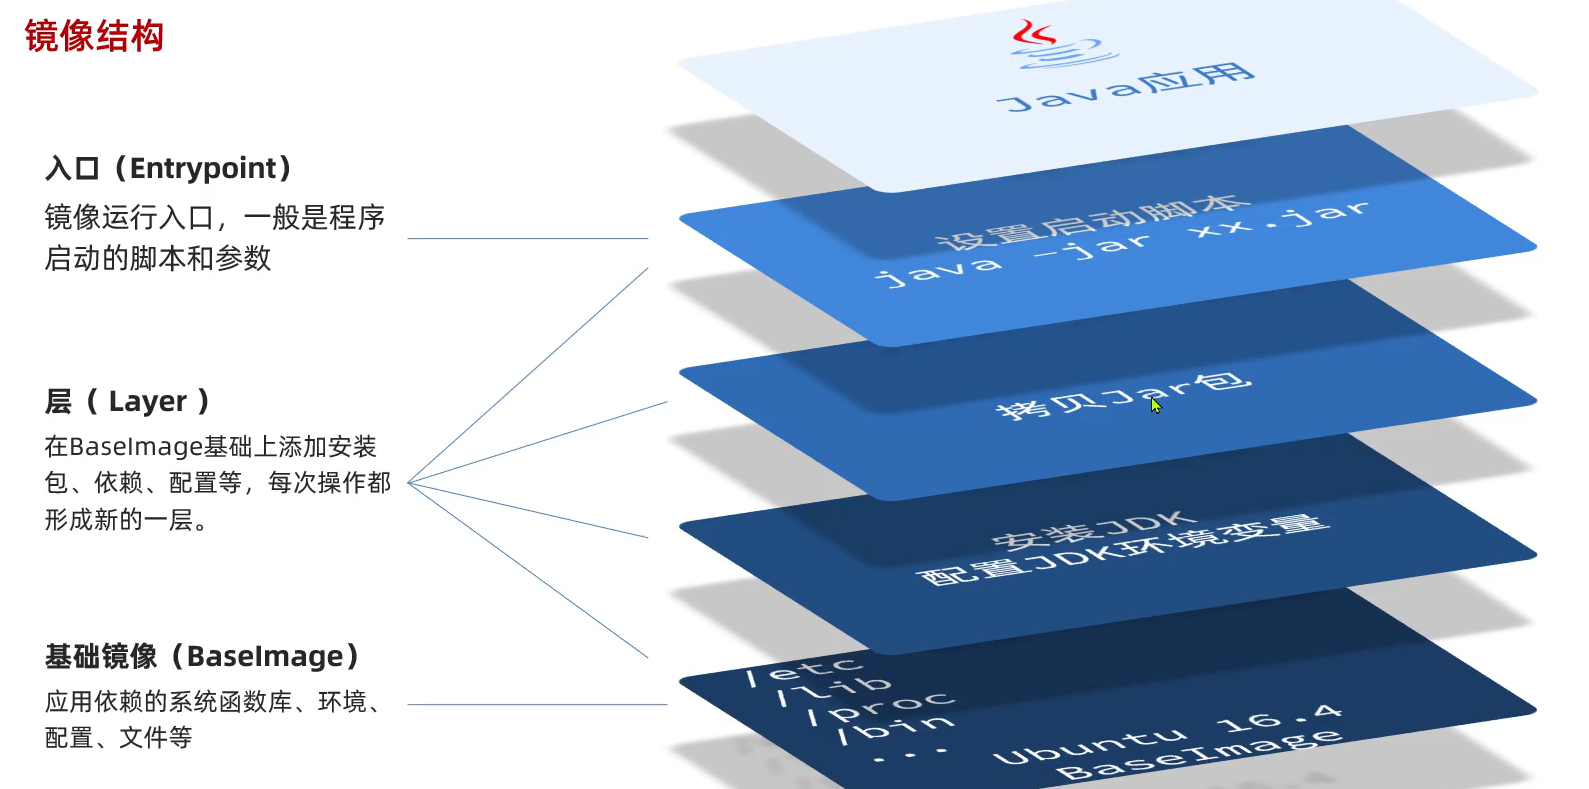 镜像结构
入口（Entrypoint）
镜像运行入口，一般是程序
启动的脚本和参数
层（ Layer ）
在BaseImage基础上添加安装
包、依赖、配置等，每次操作都
形成新的一层。
基础镜像（BaseImage）
应用依赖的系统函数库、环境、
配置、文件等
Java应用
设置启动脚本
java -jar xx.jar
拷贝Jar包
安装JDK
配置JDK环境变量
/etc
/lib
/proc
/bin
...
Ubuntu 16.4
BaseImage